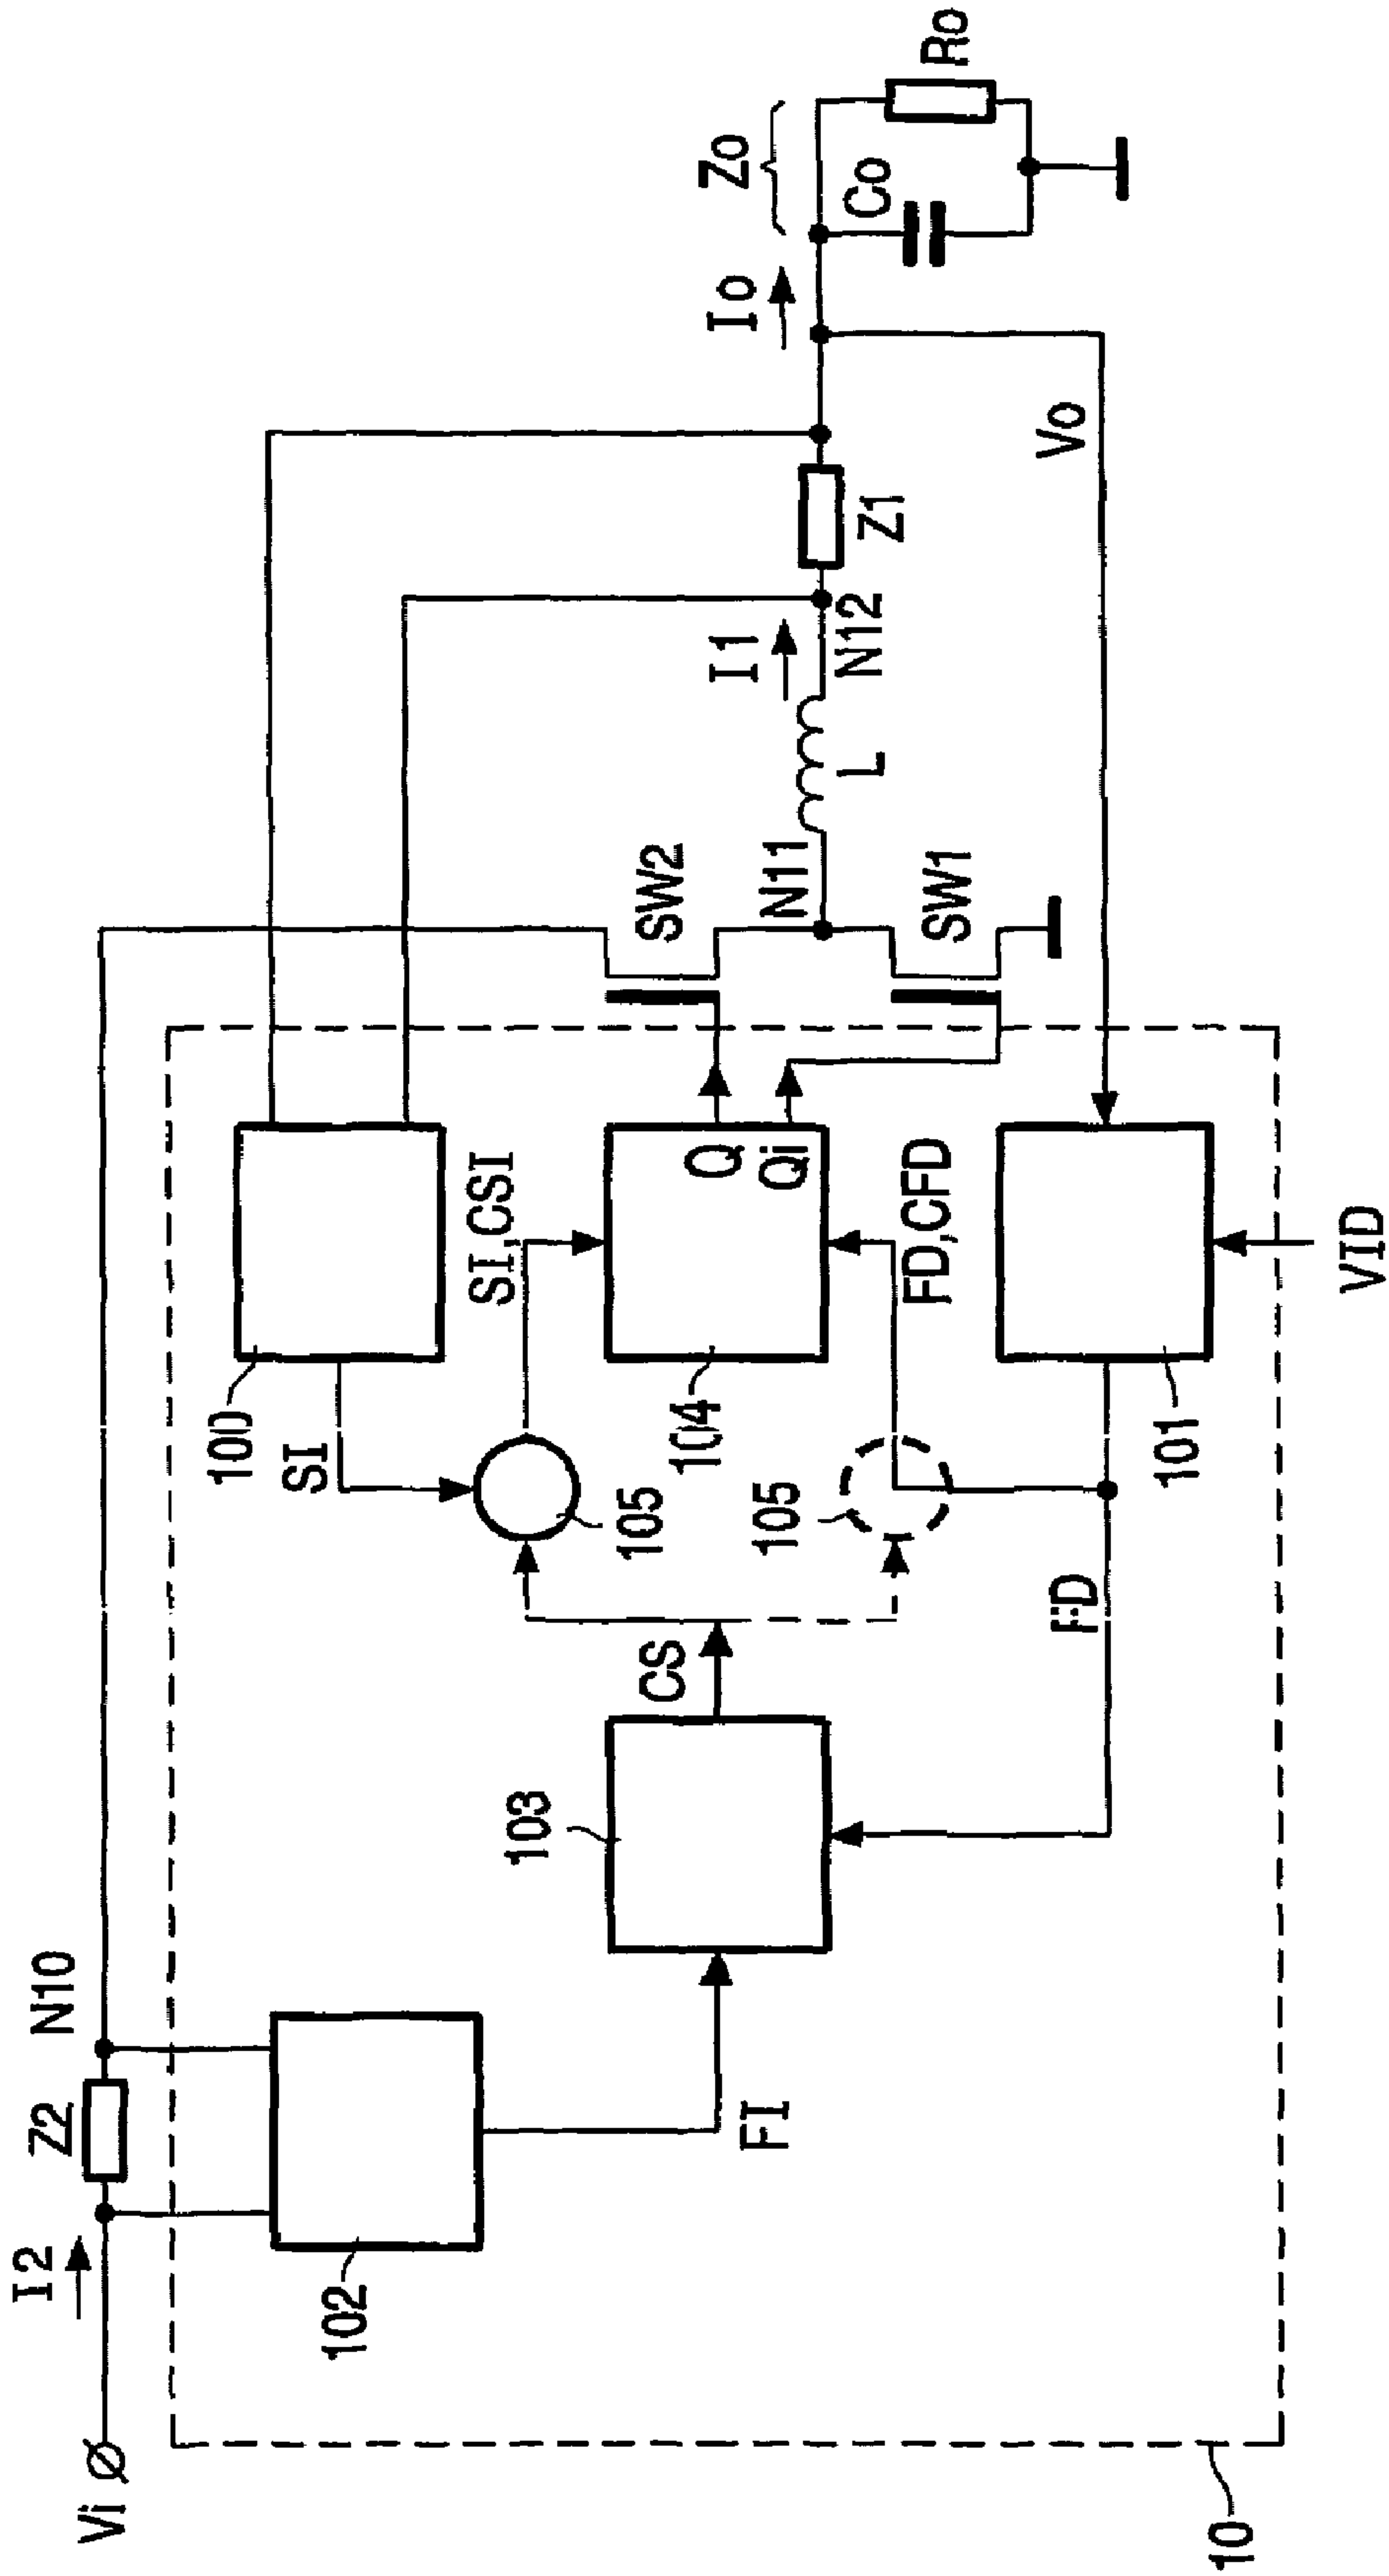 Vi
I2
Z2
N10
102
FI
103
CS
FD
100
SI
105
105
SI,CSI
104
Q
Qi
FD,CFD
101
VID
SW2
N11
SW1
L
I1
N12
Z1
Vo
Io
Zo
Co
Ro
10